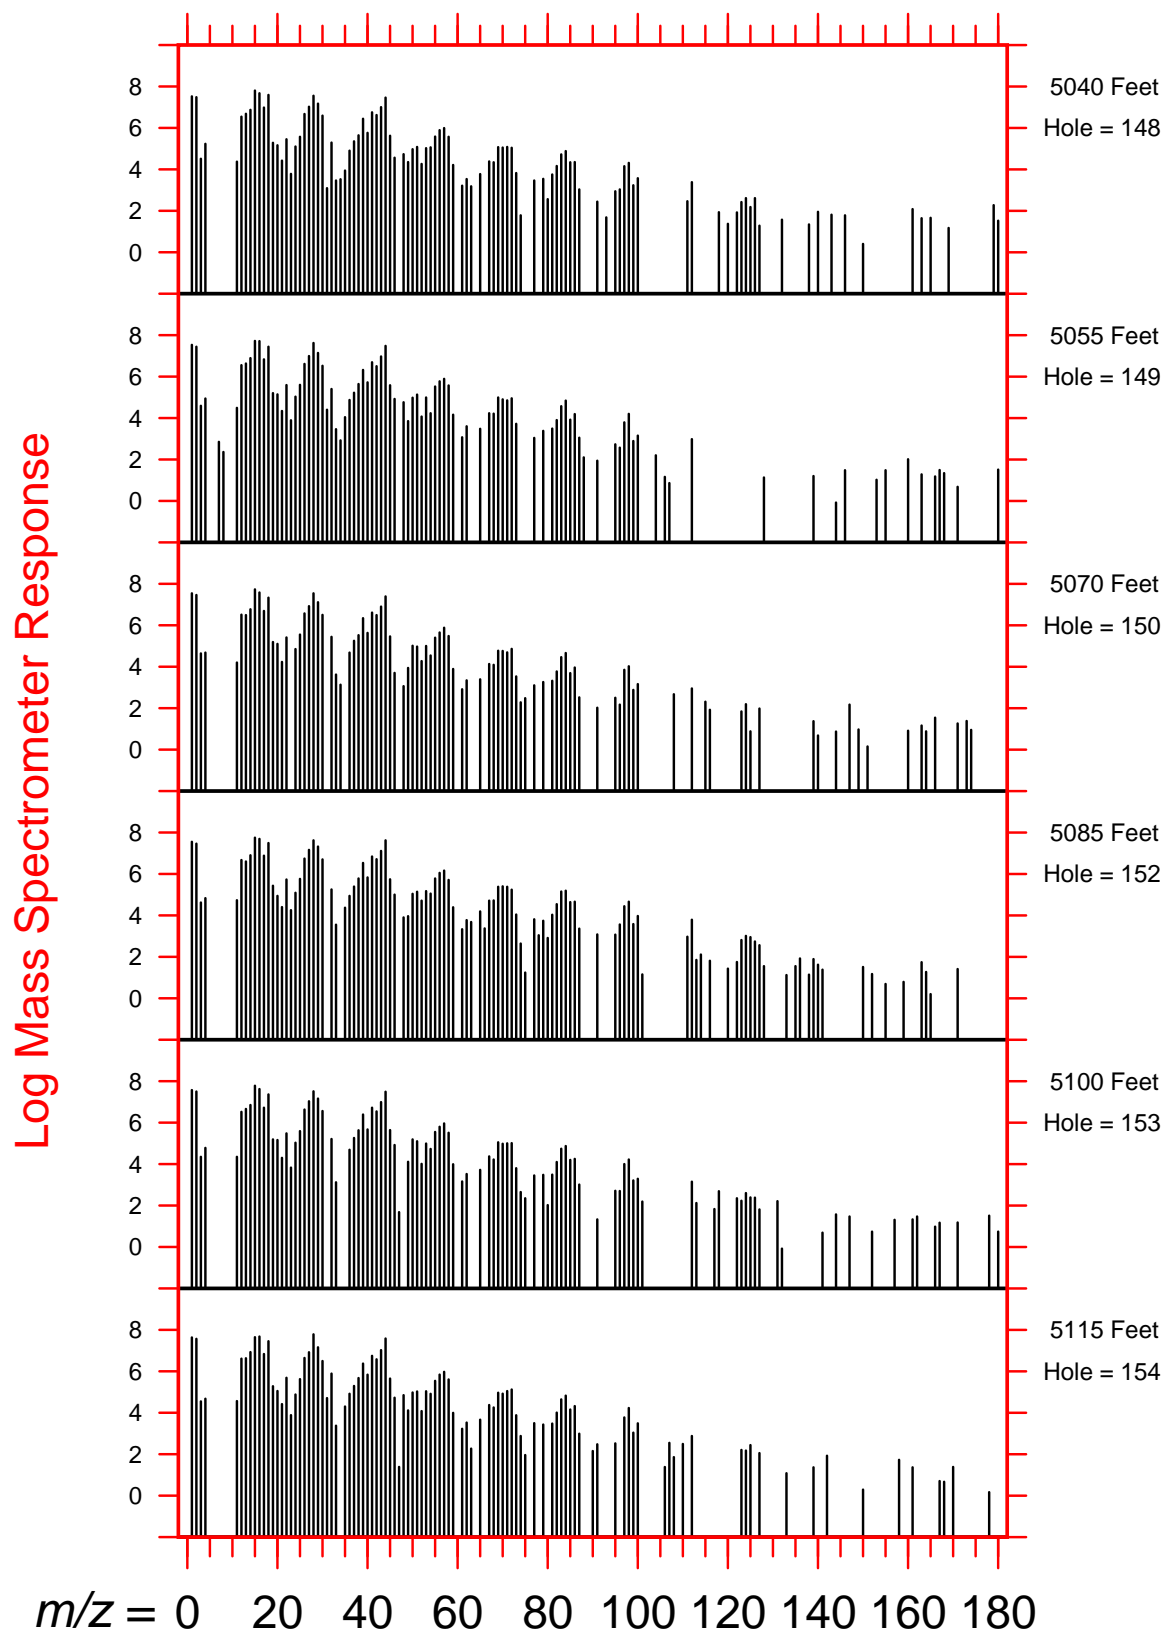 Log Mass Spectrometer Response
8
6
4
2
0
5040 Feet
Hole = 148
8
6
4
2
0
5055 Feet
Hole = 149
8
6
4
2
0
5070 Feet
Hole = 150
8
6
4
2
0
5085 Feet
Hole = 152
8
6
4
2
0
5100 Feet
Hole = 153
8
6
4
2
0
5115 Feet
Hole = 154
m/z = 0 20 40 60 80 100 120 140 160 180